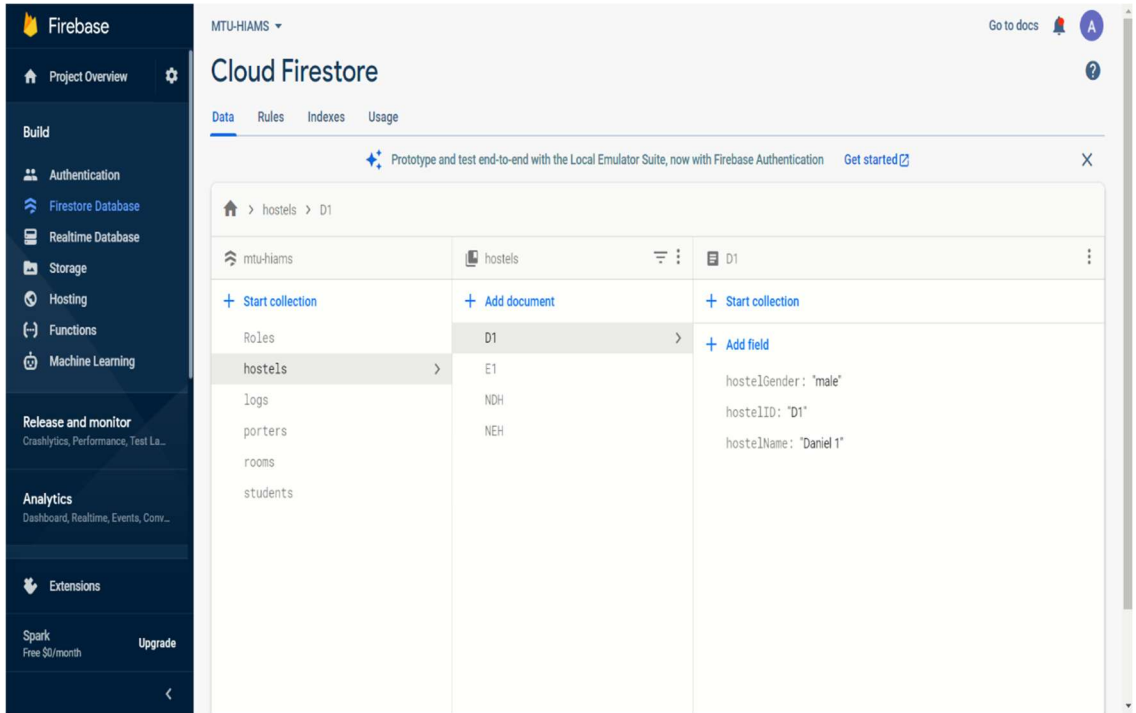 Firebase
Project Overview
Build
Authentication
Firestore Database
Realtime Database
Storage
Hosting
Functions
Machine Learning
Release and monitor
Crashlytics, Performance, Test La...
Analytics
Dashboard, Realtime, Events, Conv...
Extensions
Spark
Free $0/month
Upgrade
MTU-HIAMS
Go to docs
A
Cloud Firestore
Data Rules Indexes Usage
Prototype and test end-to-end with the Local Emulator Suite, now with Firebase Authentication Get started
hostels > D1
mtu-hiams
+ Start collection
Roles
hostels
logs
porters
rooms
students
hostels
+ Add document
D1
E1
NDH
NEH
D1
+ Start collection
+ Add field
hostelGender: "male"
hostelID: "D1"
hostelName: "Daniel 1"